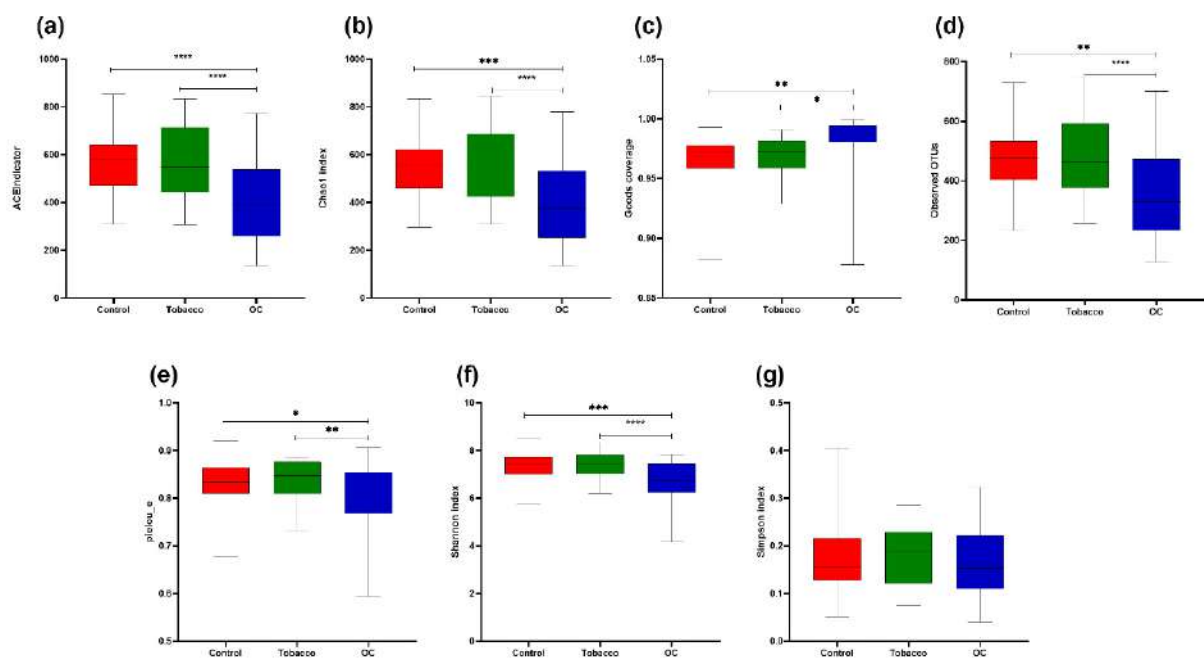 (a)
(b)
(c)
(d)
1000
800
600
400
200
0
ACEindicator
****
****
Control Tobacco OC
1000
800
600
400
200
0
Chao1 index
***
****
Control Tobacco OC
1.05
1.00
0.95
0.90
0.85
Goods coverage
**
*
Control Tobacco OC
800
600
400
200
0
Observed OTUs
**
****
Control Tobacco OC
(e)
(f)
(g)
1.0
0.9
0.8
0.7
0.6
0.5
pielou_e
*
**
Control Tobacco OC
10
8
6
4
2
0
Shannon index
***
****
Control Tobacco OC
0.5
0.4
0.3
0.2
0.1
0.0
Simpson index
Control Tobacco OC